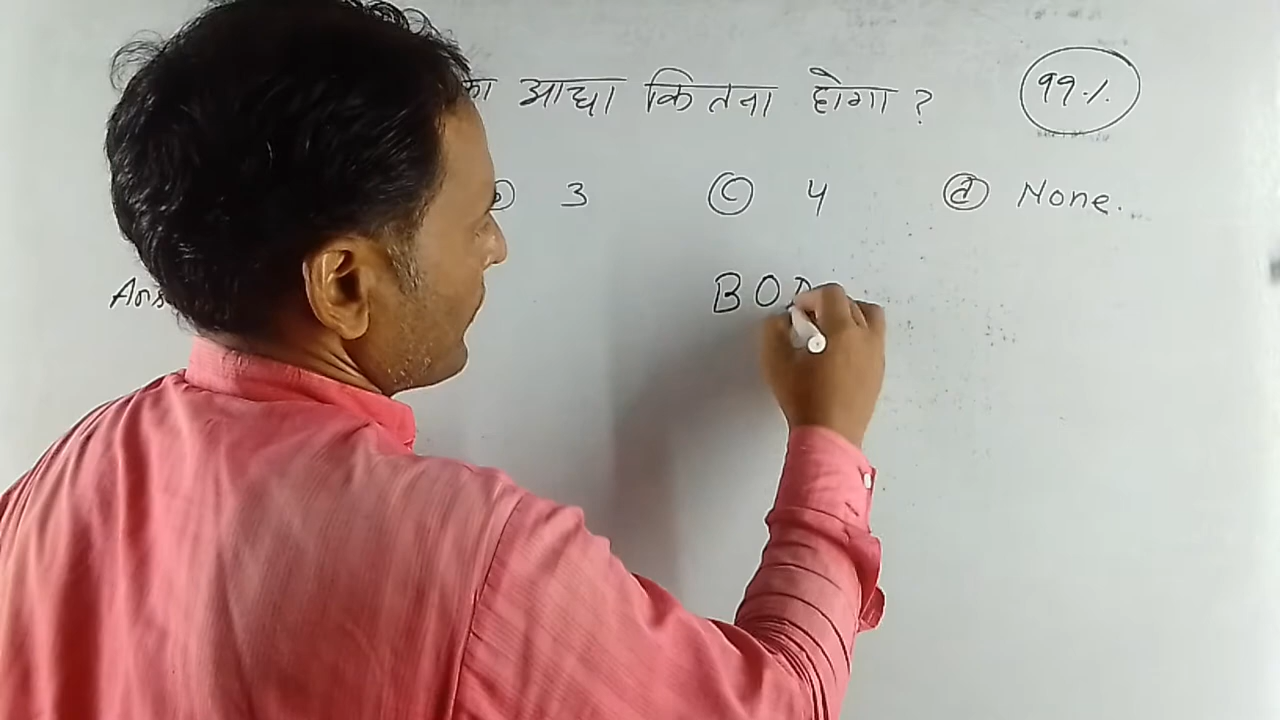 का आधा कितना होगा ? 99%
3 (c) 4 (d) None.
Ans
BOD